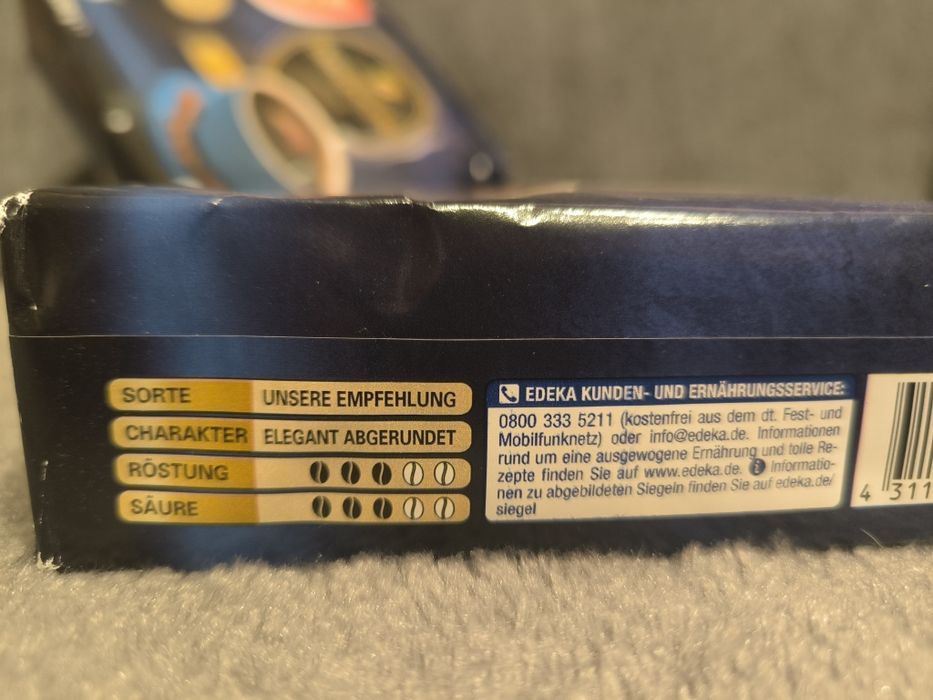 SORTE UNSERE EMPFEHLUNG
CHARAKTER ELEGANT ABGERUNDET
RÖSTUNG
SÄURE
EDEKA KUNDEN- UND ERNÄHRUNGSSERVICE:
0800 333 5211 (kostenfrei aus dem dt. Fest- und
Mobilfunknetz) oder info@edeka.de. Informationen
rund um eine ausgewogene Ernährung und tolle Re-
zepte finden Sie auf www.edeka.de. i Informatio-
nen zu abgebildeten Siegeln finden Sie auf edeka.de/
siegel
4 311